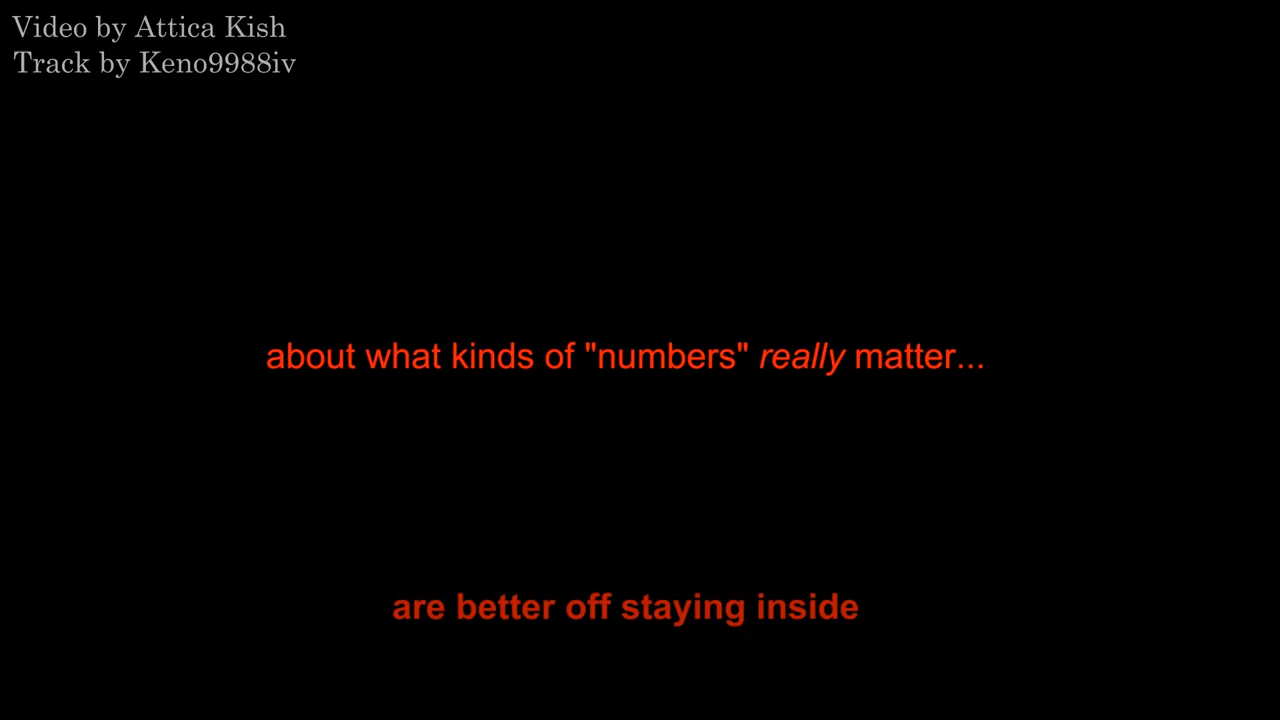 Video by Attica Kish
Track by Keno9988iv
about what kinds of "numbers" really matter...
are better off staying inside